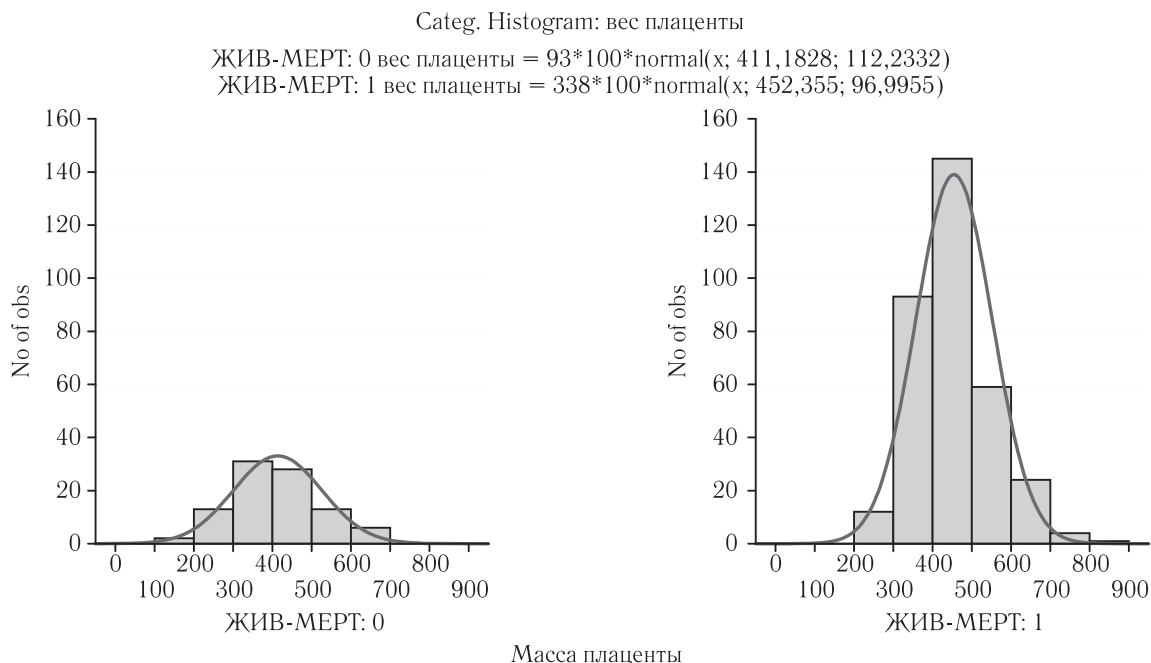 Categ. Histogram: вес плаценты
ЖИВ-МЕРТ: 0 вес плаценты = 93*100*normal(x; 411,1828; 112,2332)
ЖИВ-МЕРТ: 1 вес плаценты = 338*100*normal(x; 452,355; 96,9955)
160
140
120
100
80
60
40
20
0
No of obs
0 200 400 600 800
100 300 500 700 900
ЖИВ-МЕРТ: 0
160
140
120
100
80
60
40
20
0
No of obs
0 200 400 600 800
100 300 500 700 900
ЖИВ-МЕРТ: 1
Масса плаценты